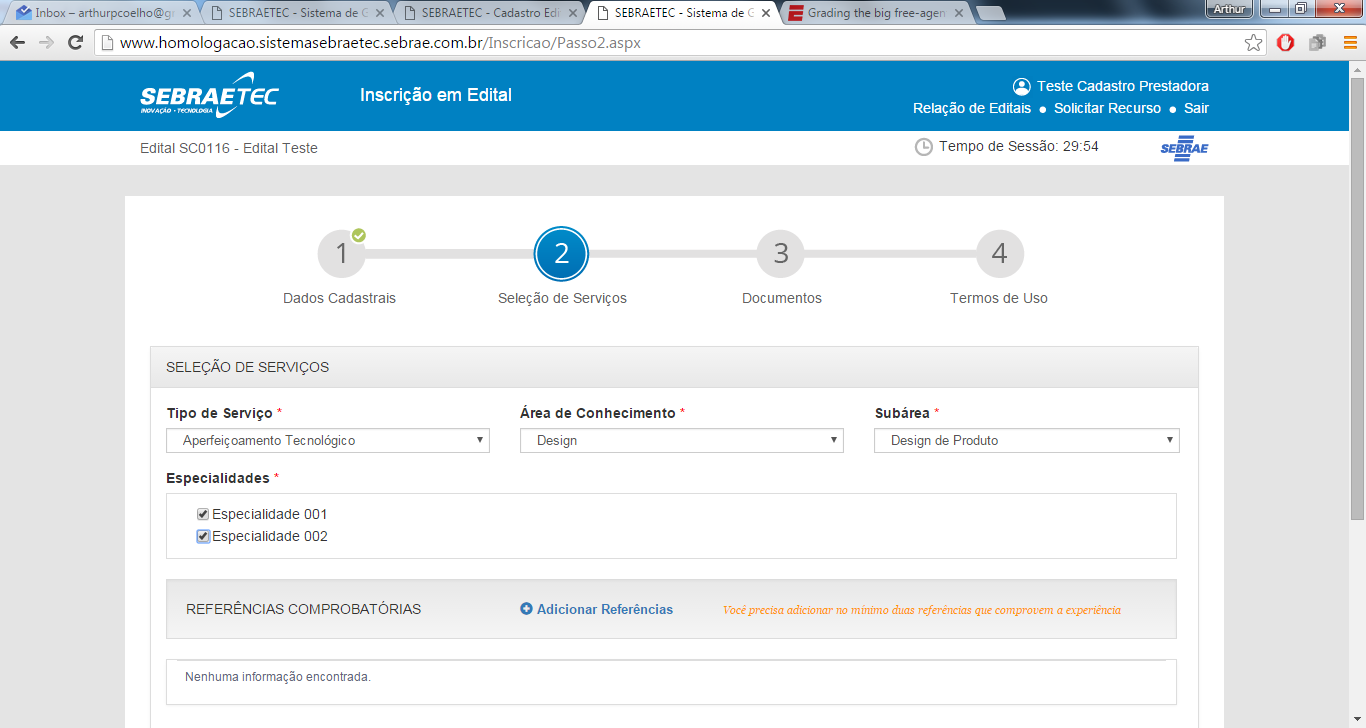 Inbox – arthurpcoelho@g
SEBRAETEC - Sistema de G
SEBRAETEC - Cadastro Edi
SEBRAETEC - Sistema de G
Grading the big free-agen
Arthur
www.homologacao.sistemasebraetec.sebrae.com.br/Inscricao/Passo2.aspx
SEBRAETEC
INOVAÇÃO - TECNOLOGIA
Inscrição em Edital
Teste Cadastro Prestadora
Relação de Editais ● Solicitar Recurso ● Sair
Edital SC0116 - Edital Teste
Tempo de Sessão: 29:54
SEBRAE
1 2 3 4
Dados Cadastrais Seleção de Serviços Documentos Termos de Uso
SELEÇÃO DE SERVIÇOS
Tipo de Serviço * Área de Conhecimento * Subárea *
Aperfeiçoamento Tecnológico Design Design de Produto
Especialidades *
Especialidade 001
Especialidade 002
REFERÊNCIAS COMPROBATÓRIAS Adicionar Referências Você precisa adicionar no mínimo duas referências que comprovem a experiência
Nenhuma informação encontrada.